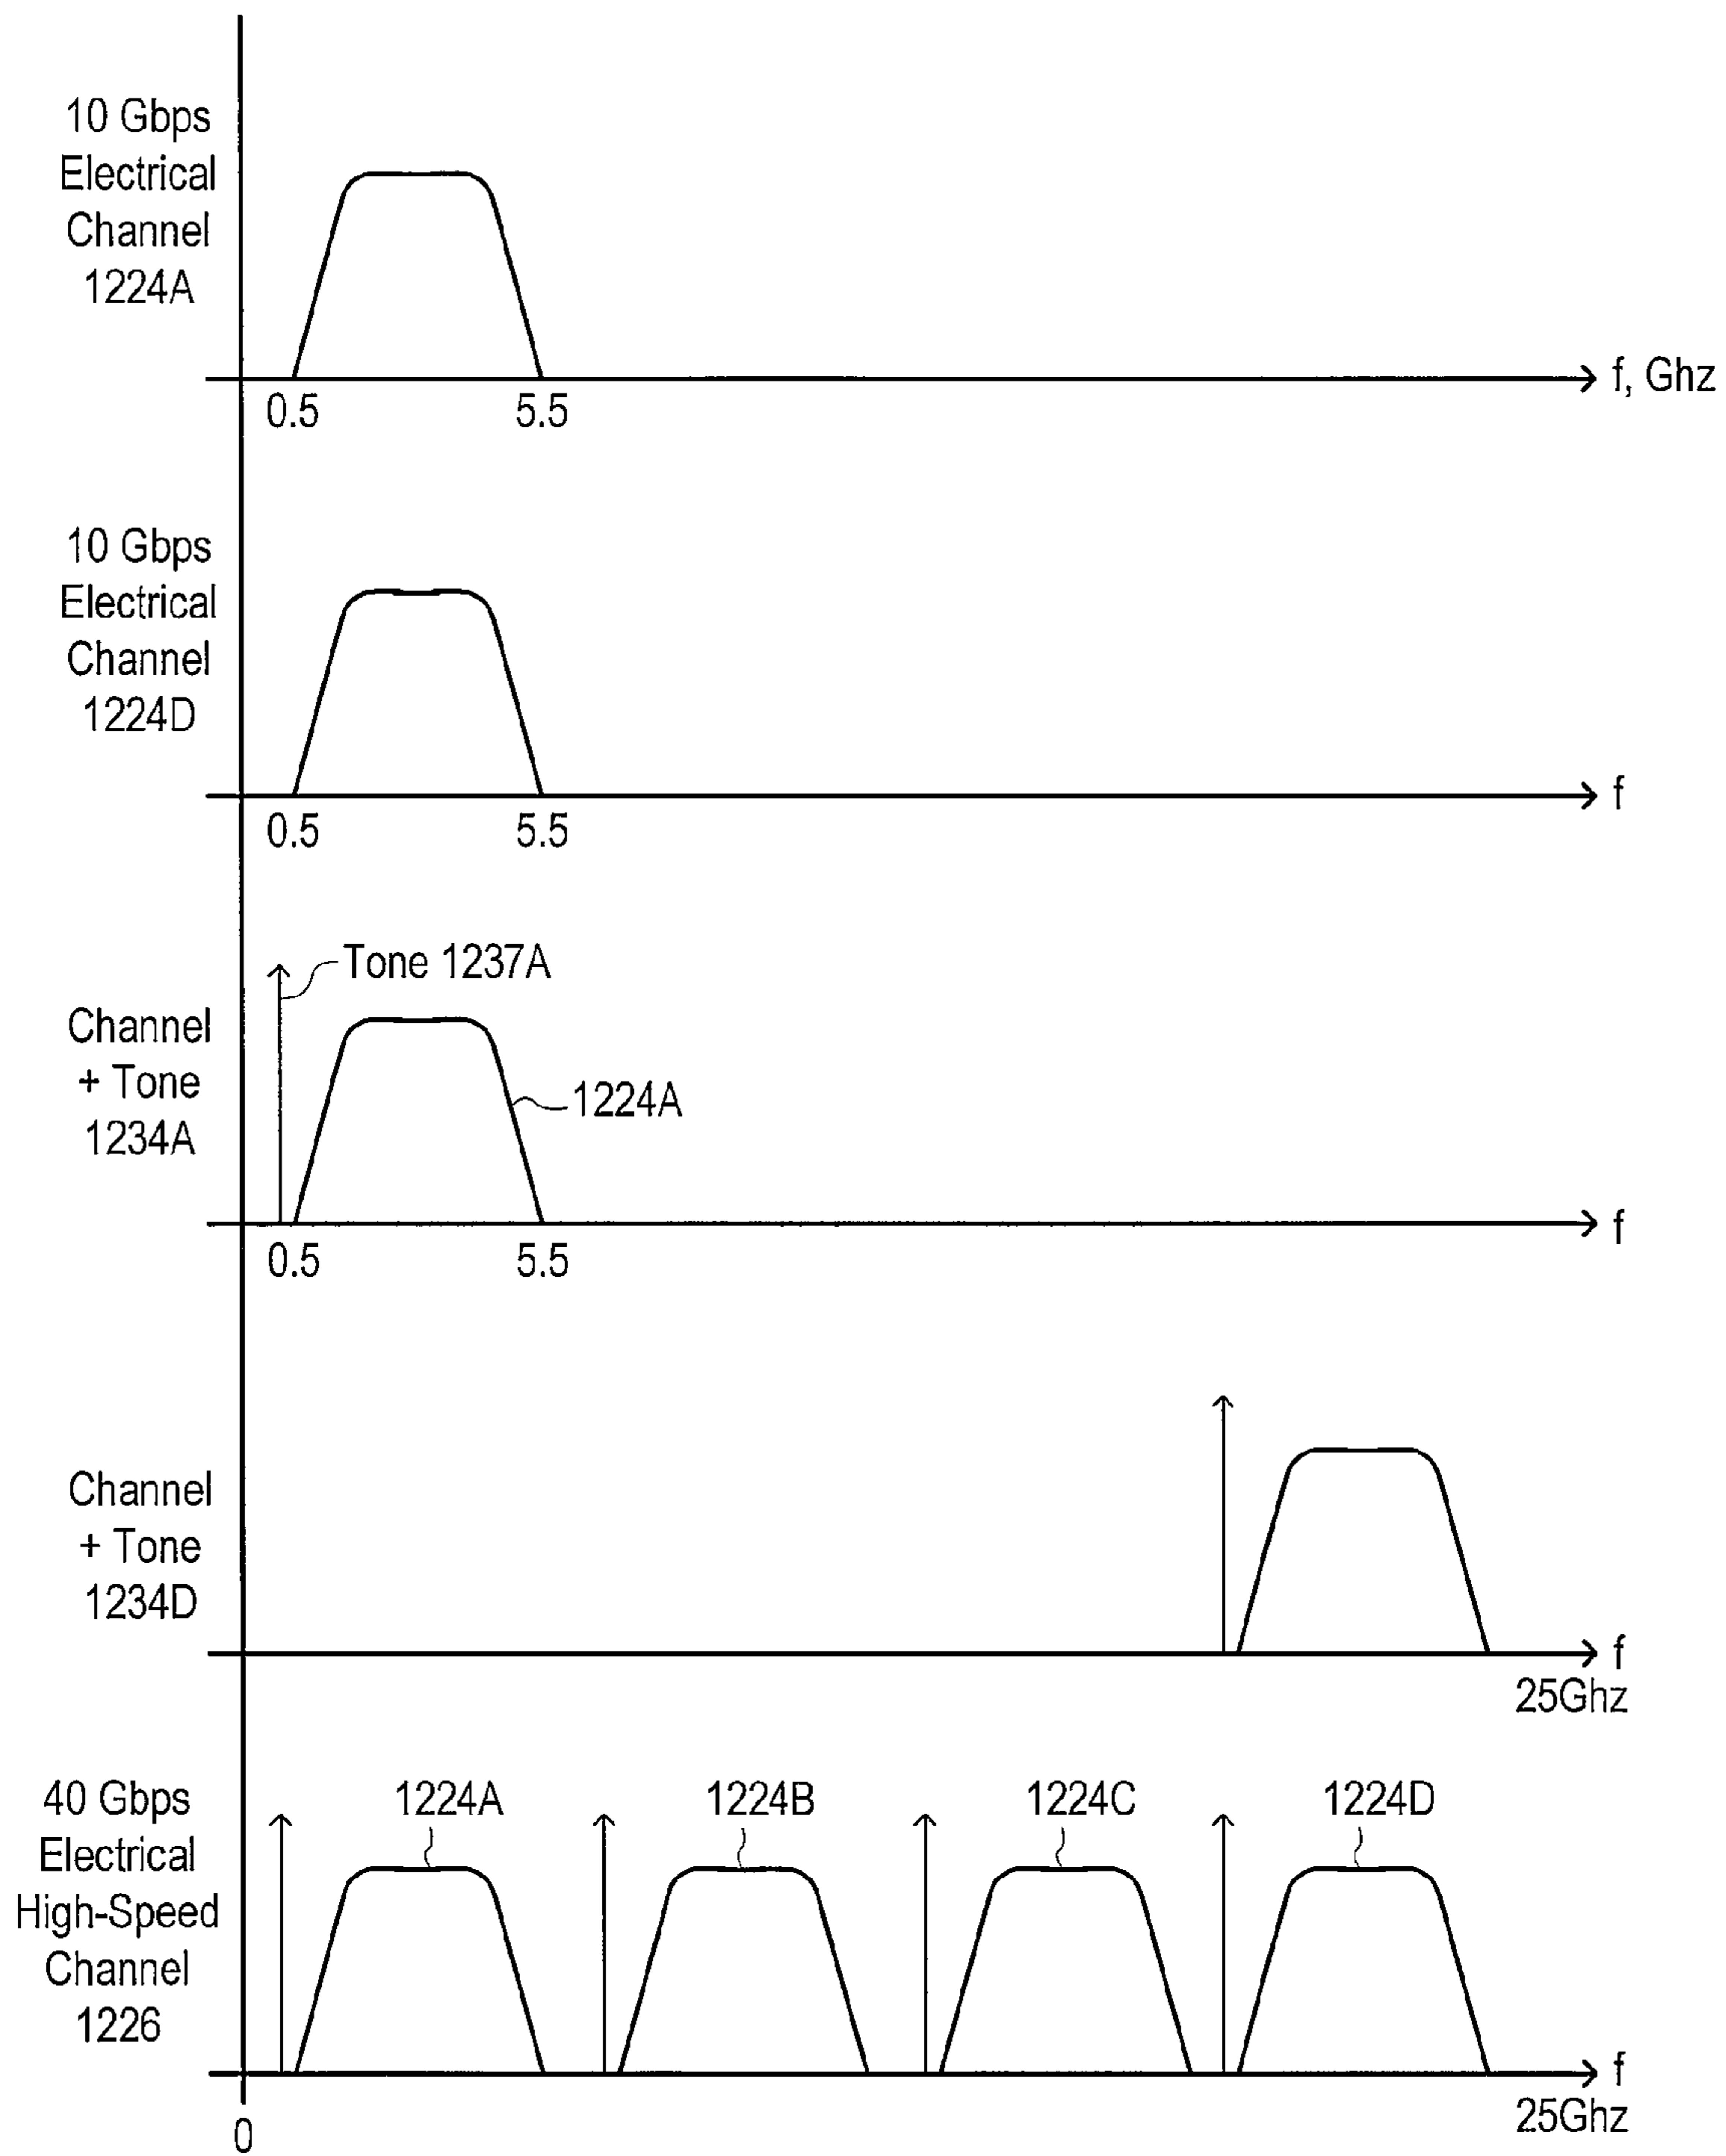 10 Gbps
Electrical
Channel
1224A
f, Ghz
0.5
5.5
10 Gbps
Electrical
Channel
1224D
f
0.5
5.5
Tone 1237A
Channel
+ Tone
1234A
1224A
f
0.5
5.5
Channel
+ Tone
1234D
f
25Ghz
40 Gbps
Electrical
High-Speed
Channel
1226
1224A
1224B
1224C
1224D
f
25Ghz
0